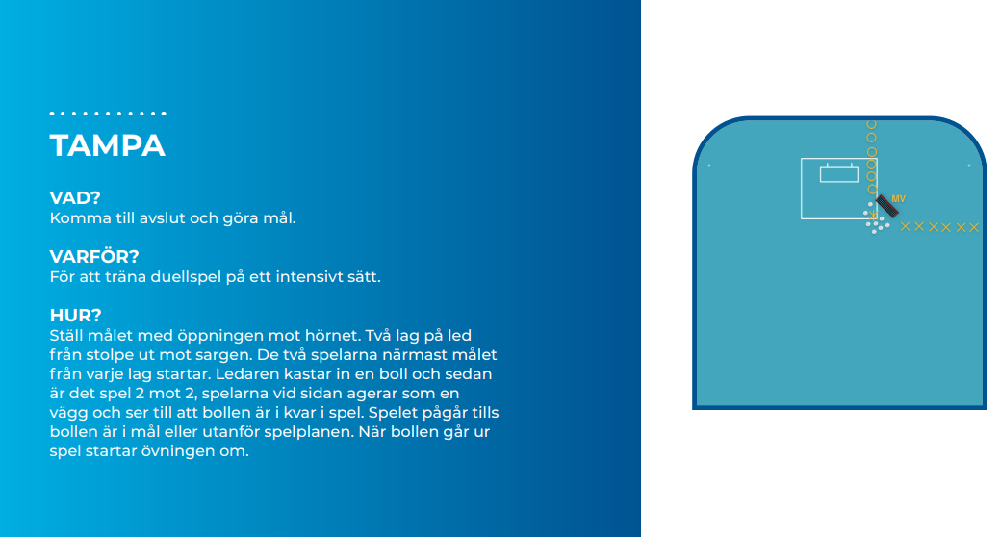 TAMPA
VAD?
Komma till avslut och göra mål.
VARFÖR?
För att träna duellspel på ett intensivt sätt.
HUR?
Ställ målet med öppningen mot hörnet. Två lag på led
från stolpe ut mot sargen. De två spelarna närmast målet
från varje lag startar. Ledaren kastar in en boll och sedan
är det spel 2 mot 2, spelarna vid sidan agerar som en
vägg och ser till att bollen är i kvar i spel. Spelet pågår tills
bollen är i mål eller utanför spelplanen. När bollen går ur
spel startar övningen om.
MV